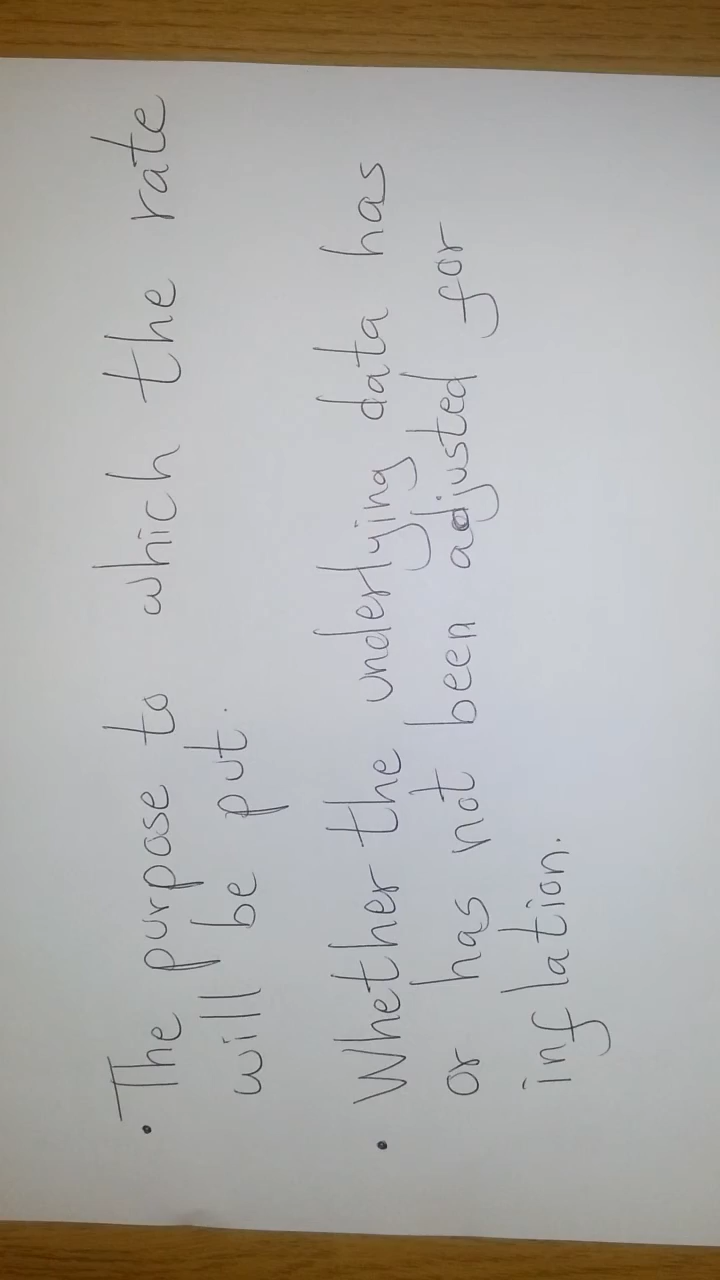 • The purpose to which the rate
will be put.
• Whether the underlying data has
or has not been adjusted for
inflation.